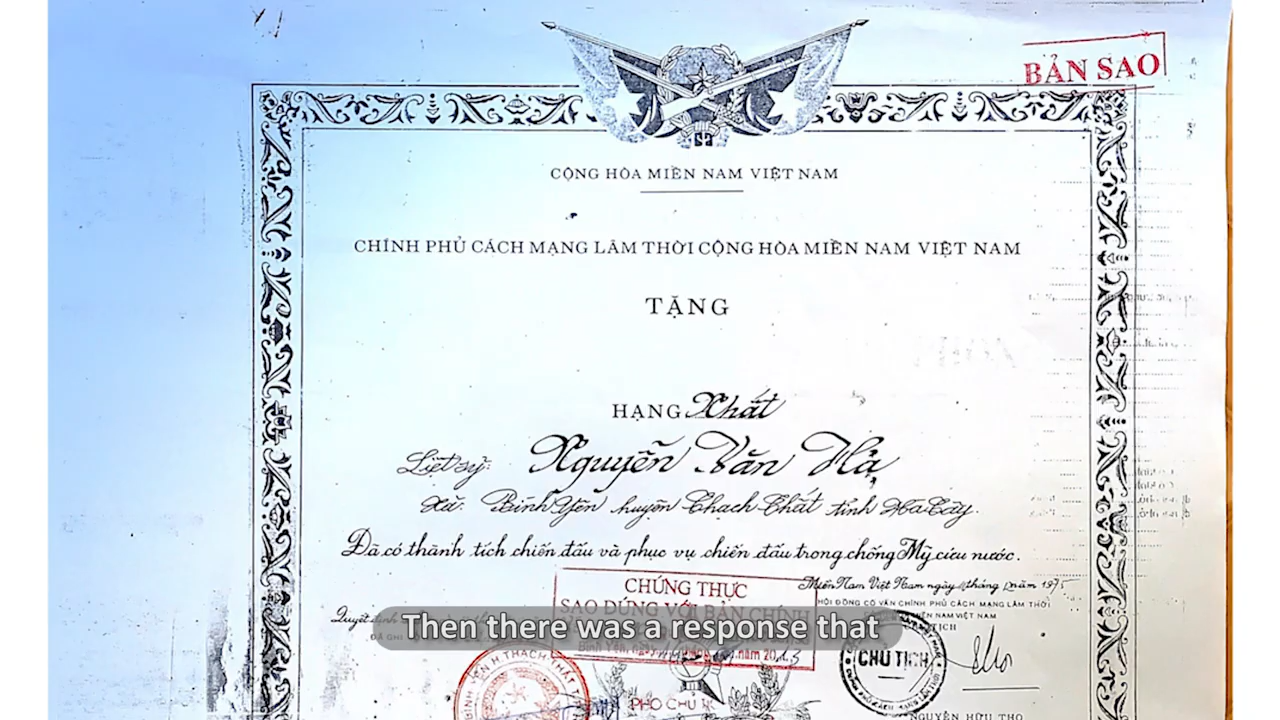 BẢN SAO
CỘNG HÒA MIỀN NAM VIỆT NAM
CHÍNH PHỦ CÁCH MẠNG LÂM THỜI CỘNG HÒA MIỀN NAM VIỆT NAM
TẶNG
HẠNG Nhất
Liệt sỹ: Nguyễn Văn Hạ
Xã: Bình Yên huyện Thạch Thất tỉnh Hà Tây.
Đã có thành tích chiến đấu và phục vụ chiến đấu trong chống Mỹ cứu nước.
CHỨNG THỰC
Miền Nam Việt Nam ngày tháng năm 1975
SAO ĐÚNG VỚI BẢN CHÍNH
HỘI ĐỒNG CỐ VẤN CHÍNH PHỦ CÁCH MẠNG LÂM THỜI
MIỀN NAM VIỆT NAM
Quyết định
Then there was a response that
CHỦ TỊCH
PHÓ CHỦ
NGUYỄN HỮU THỌ